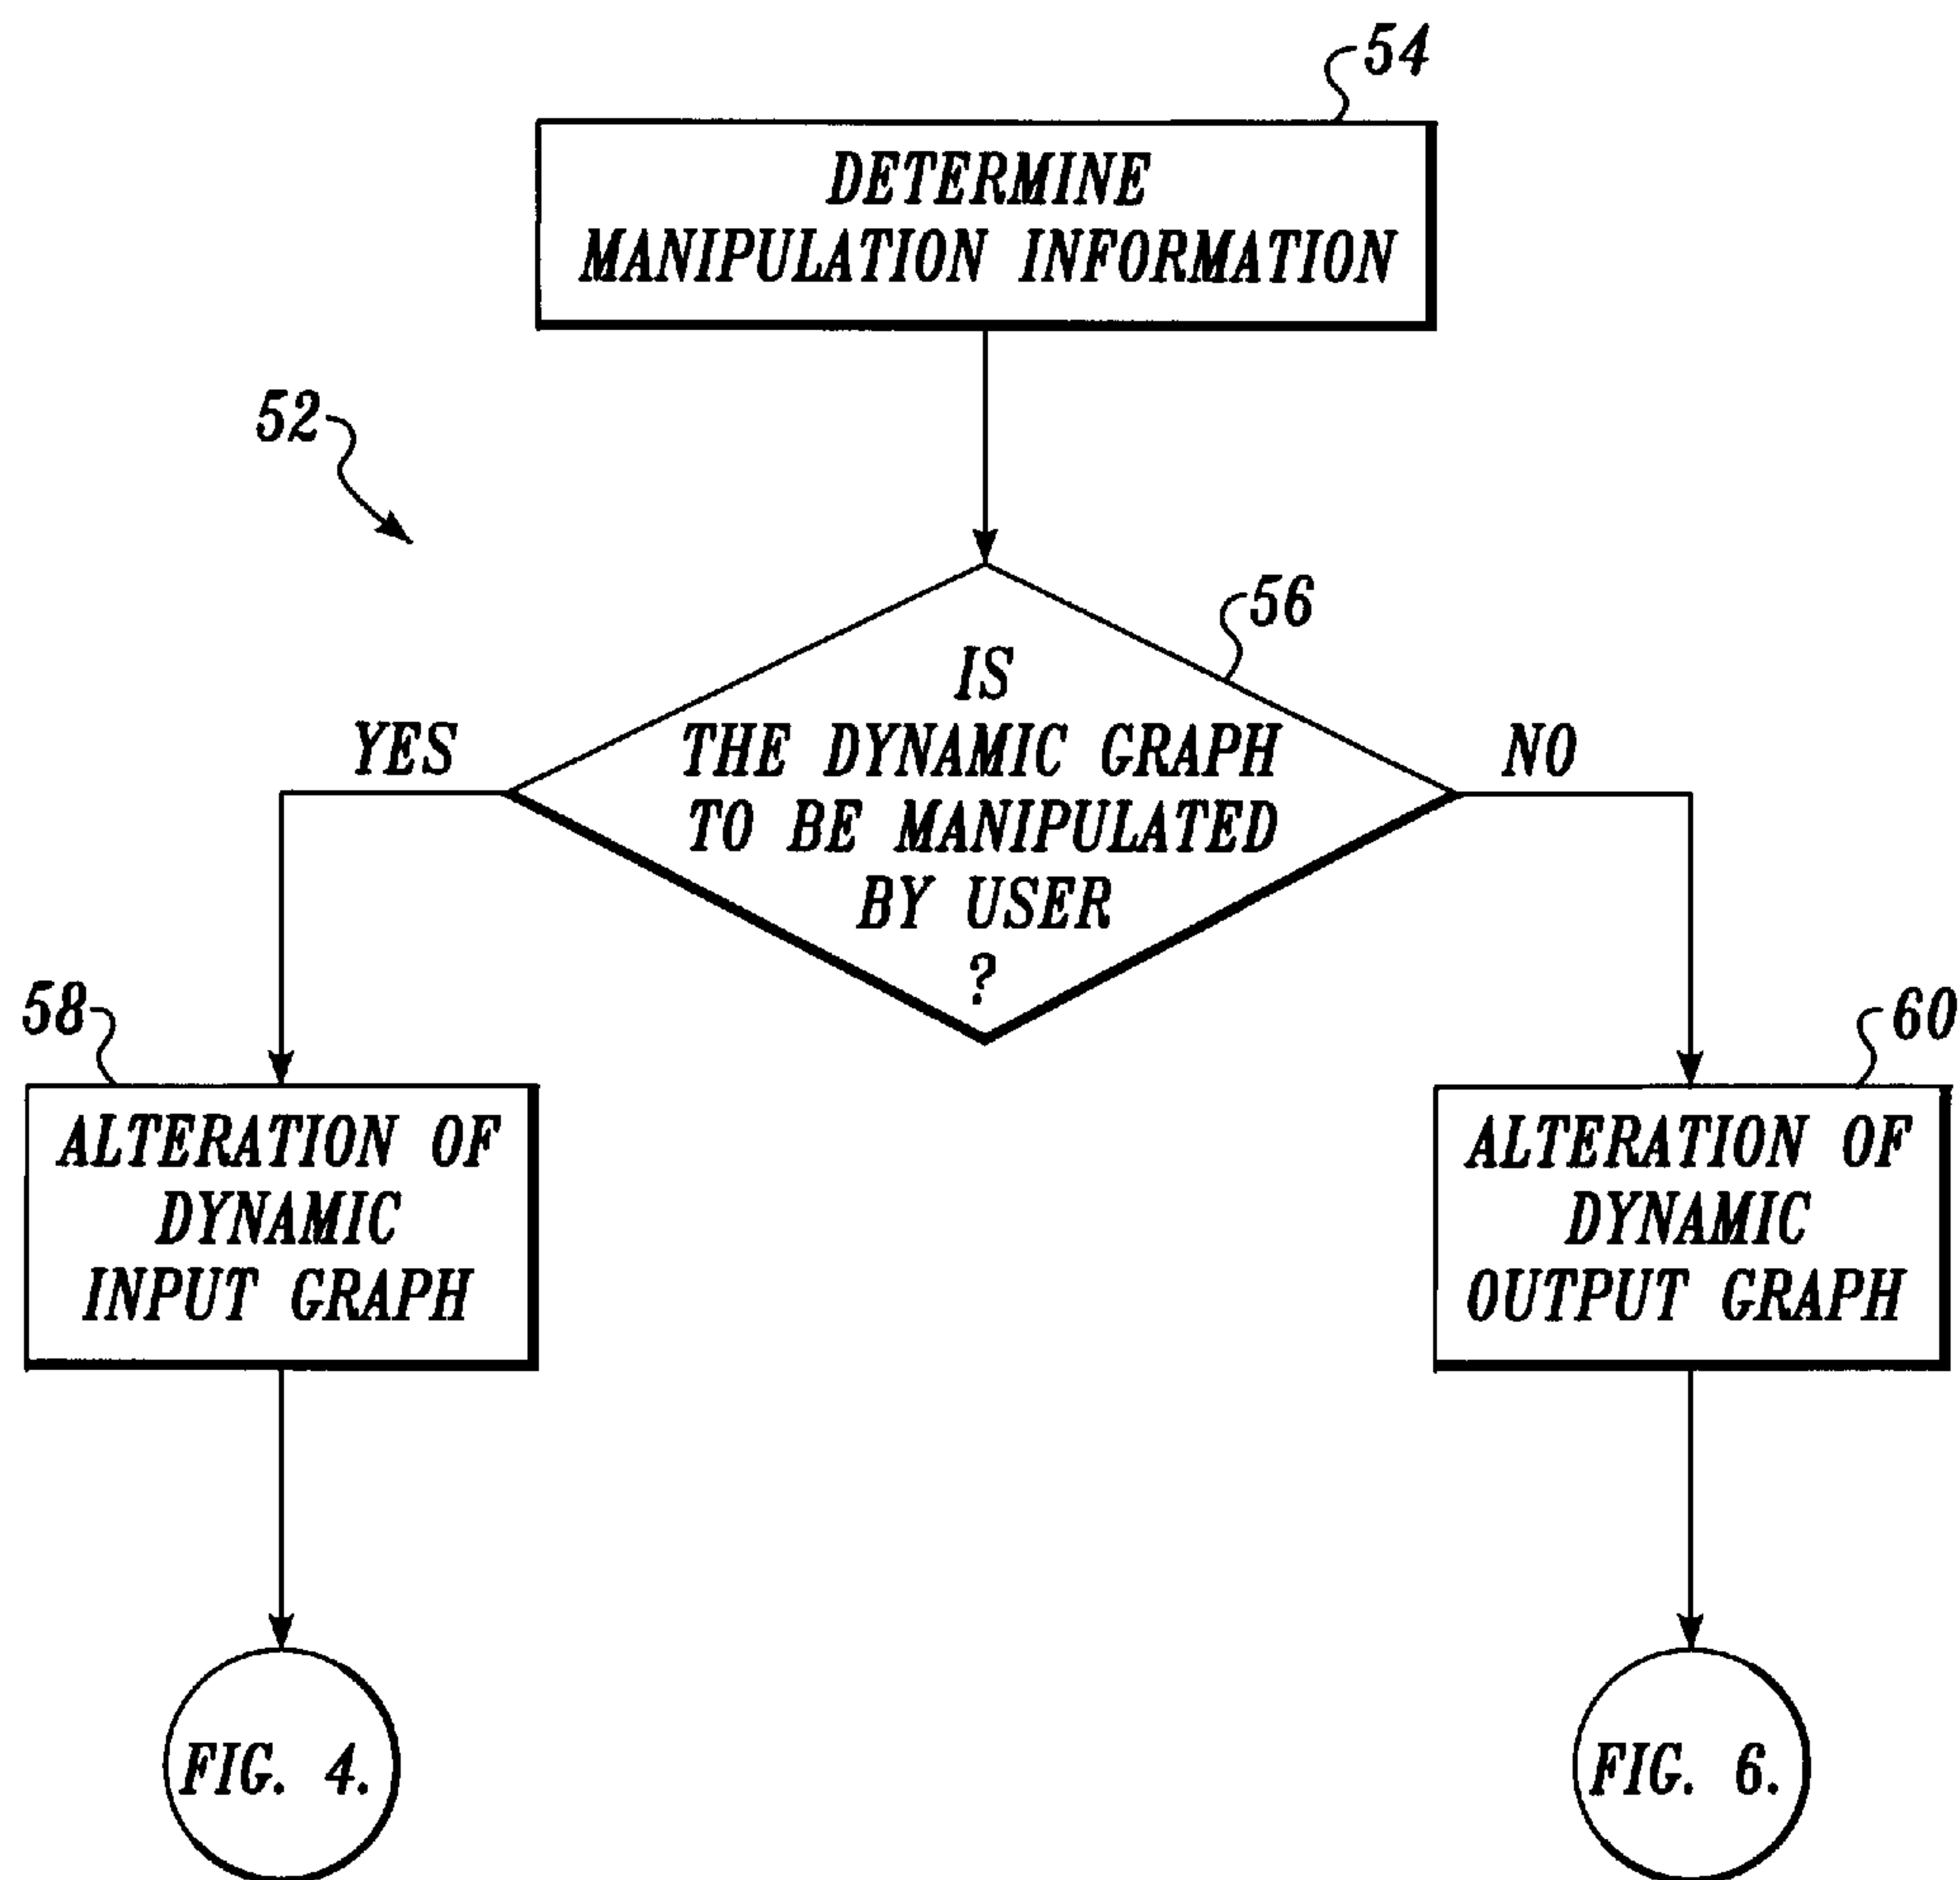 54
DETERMINE
MANIPULATION INFORMATION
52
56
IS
THE DYNAMIC GRAPH
TO BE MANIPULATED
BY USER
?
YES
NO
58
ALTERATION OF
DYNAMIC
INPUT GRAPH
60
ALTERATION OF
DYNAMIC
OUTPUT GRAPH
FIG. 4.
FIG. 6.